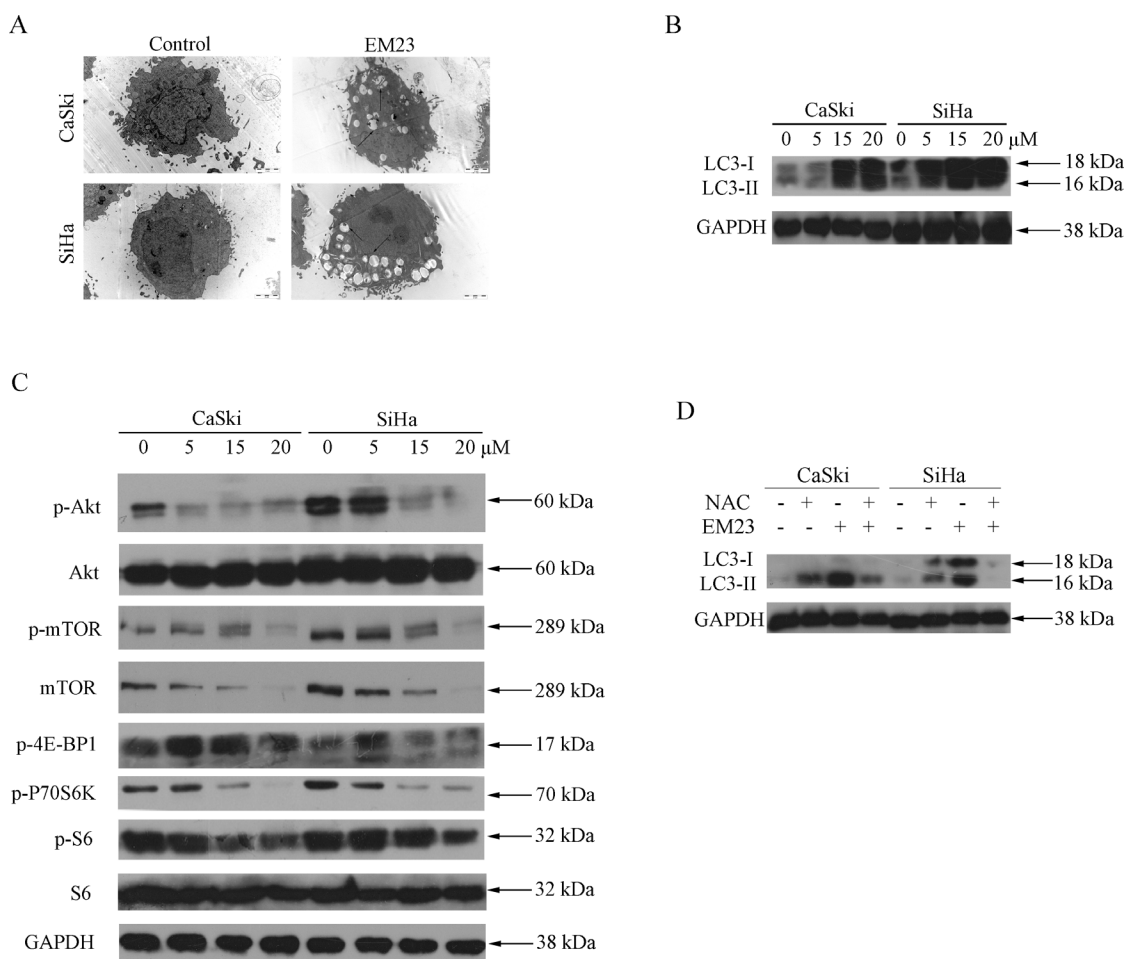 A
Control EM23
CaSki
SiHa
B
CaSki SiHa
0 5 15 20 0 5 15 20 μM
LC3-I 18 kDa
LC3-II 16 kDa
GAPDH 38 kDa
C
CaSki SiHa
0 5 15 20 0 5 15 20 μM
p-Akt 60 kDa
Akt 60 kDa
p-mTOR 289 kDa
mTOR 289 kDa
p-4E-BP1 17 kDa
p-P70S6K 70 kDa
p-S6 32 kDa
S6 32 kDa
GAPDH 38 kDa
D
CaSki SiHa
NAC - + - + - + - +
EM23 - - + + - - + +
LC3-I 18 kDa
LC3-II 16 kDa
GAPDH 38 kDa